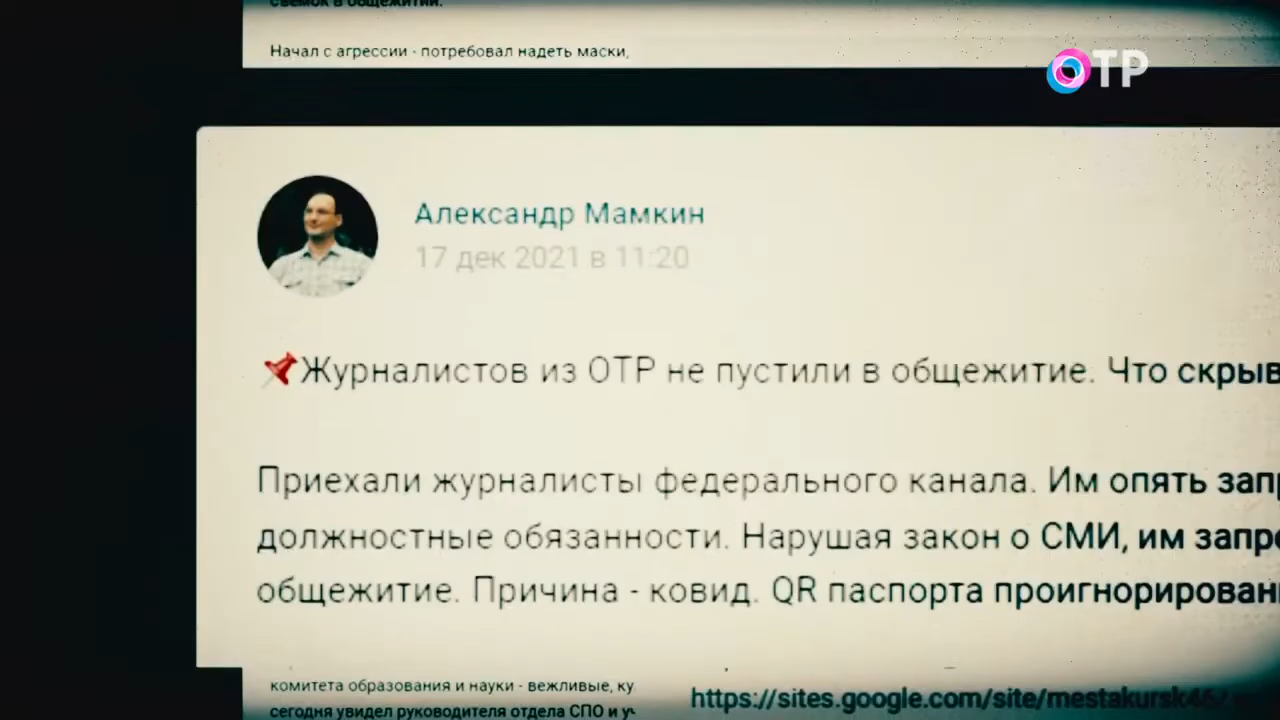 съемок в общежитии.
Начал с агрессии - потребовал надеть маски,
ОТР
Александр Мамкин
17 дек 2021 в 11:20
Журналистов из ОТР не пустили в общежитие. Что скрыв
Приехали журналисты федерального канала. Им опять зап
должностные обязанности. Нарушая закон о СМИ, им запре
общежитие. Причина - ковид. QR паспорта проигнорирован
комитета образования и науки - вежливые, ку
сегодня увидел руководителя отдела СПО и у
https://sites.google.com/site/mestakursk46/